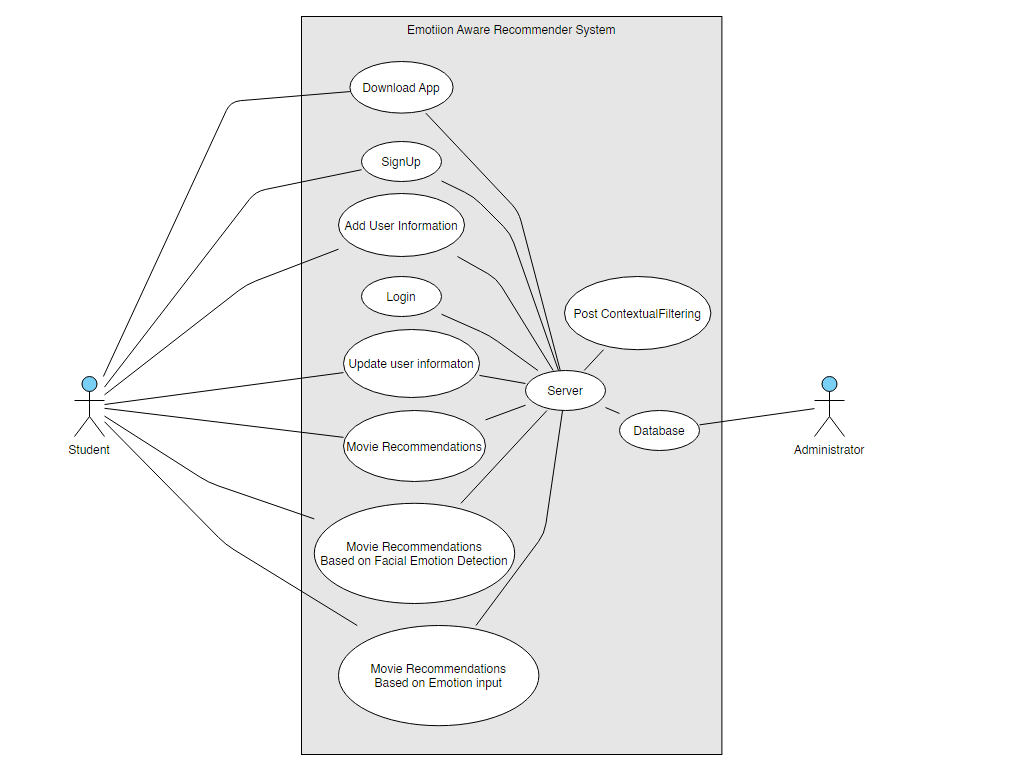 Emotiion Aware Recommender System
Download App
SignUp
Add User Information
Login
Post ContextualFiltering
Update user informaton
Server
Database
Movie Recommendations
Student
Administrator
Movie Recommendations
Based on Facial Emotion Detection
Movie Recommendations
Based on Emotion input